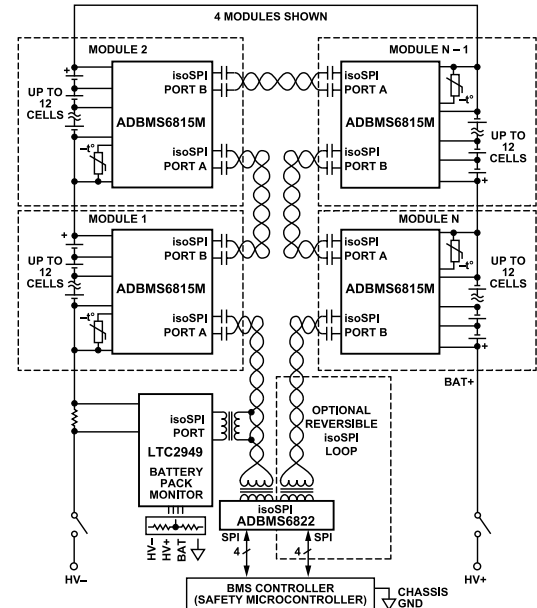 4 MODULES SHOWN
MODULE 2
+
UP TO
12
CELLS
–t°
ADBMS6815M
isoSPI
PORT B
isoSPI
PORT A
MODULE N – 1
isoSPI
PORT A
ADBMS6815M
isoSPI
PORT B
–t°
UP TO
12
CELLS
+
MODULE 1
+
UP TO
12
CELLS
–t°
isoSPI
PORT B
ADBMS6815M
isoSPI
PORT A
MODULE N
isoSPI
PORT A
ADBMS6815M
isoSPI
PORT B
–t°
UP TO
12
CELLS
+
BAT+
isoSPI
PORT
LTC2949
BATTERY
PACK
MONITOR
HV–
HV+
BAT
OPTIONAL
REVERSIBLE
isoSPI
LOOP
isoSPI
ADBMS6822
SPI
4
SPI
4
HV–
HV+
BMS CONTROLLER
(SAFETY MICROCONTROLLER)
CHASSIS
GND